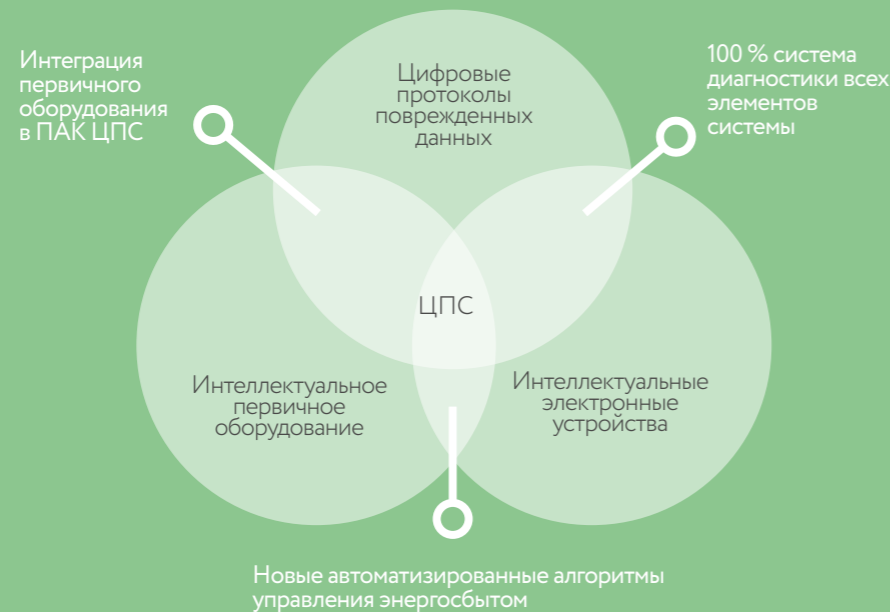 Интеграция
первичного
оборудования
в ПАК ЦПС
Цифровые
протоколы
поврежденных
данных
100 % система
диагностики всех
элементов
системы
ЦПС
Интеллектуальное
первичное
оборудование
Интеллектуальные
электронные
устройства
Новые автоматизированные алгоритмы
управления энергосбытом